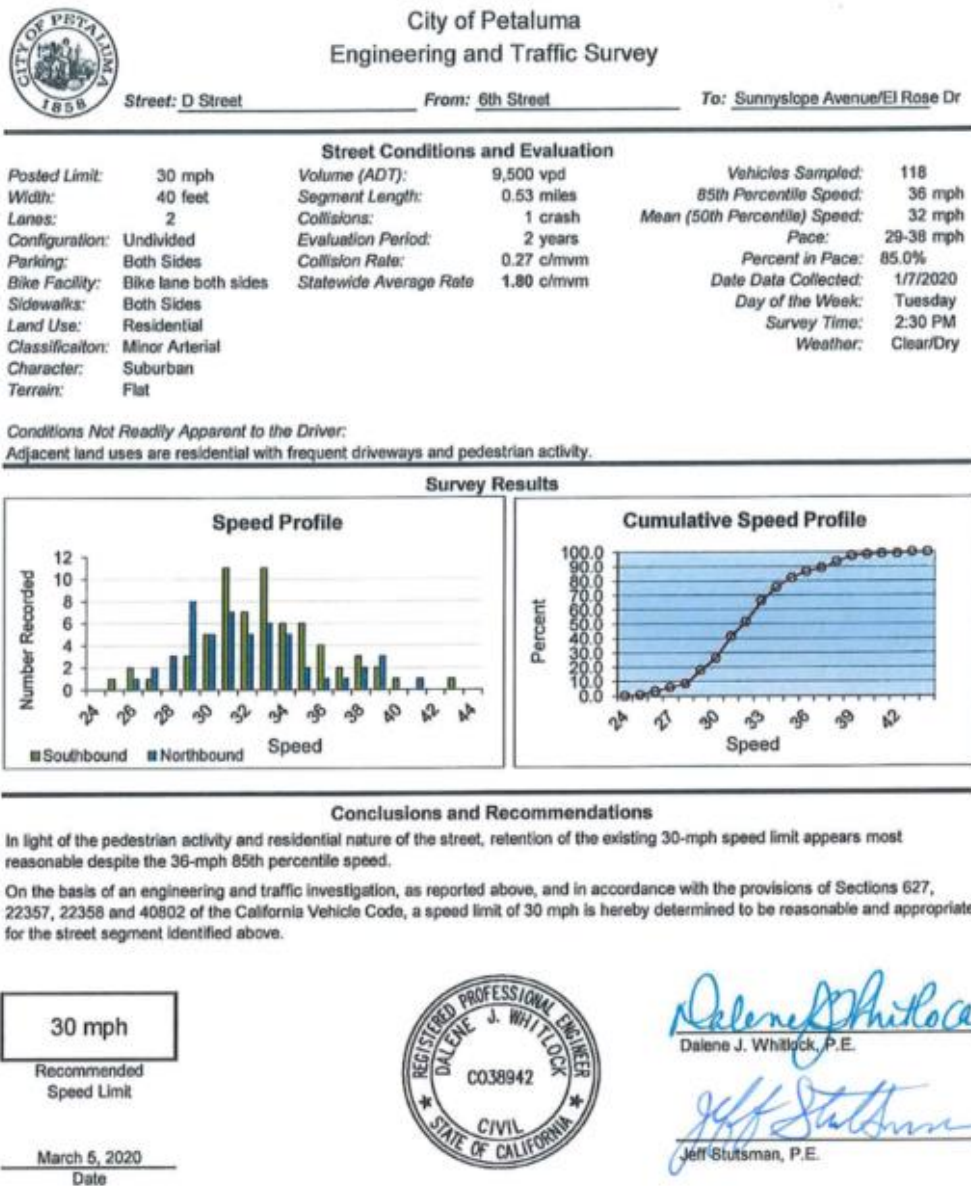 City of Petaluma
Engineering and Traffic Survey
CITY OF PETALUMA
1858
Street: D Street From: 6th Street To: Sunnyslope Avenue/El Rose Dr
Street Conditions and Evaluation
Posted Limit: 30 mph Volume (ADT): 9,500 vpd Vehicles Sampled: 118
Width: 40 feet Segment Length: 0.53 miles 85th Percentile Speed: 36 mph
Lanes: 2 Collisions: 1 crash Mean (50th Percentile) Speed: 32 mph
Configuration: Undivided Evaluation Period: 2 years Pace: 29-38 mph
Parking: Both Sides Collision Rate: 0.27 c/mvm Percent in Pace: 85.0%
Bike Facility: Bike lane both sides Statewide Average Rate 1.80 c/mvm Date Data Collected: 1/7/2020
Sidewalks: Both Sides Day of the Week: Tuesday
Land Use: Residential Survey Time: 2:30 PM
Classificaiton: Minor Arterial Weather: Clear/Dry
Character: Suburban
Terrain: Flat
Conditions Not Readily Apparent to the Driver:
Adjacent land uses are residential with frequent driveways and pedestrian activity.
Survey Results
Speed Profile
Number Recorded
12
10
8
6
4
2
0
24 26 28 30 32 34 36 38 40 42 44
Speed
Southbound Northbound
Cumulative Speed Profile
Percent
100.0
90.0
80.0
70.0
60.0
50.0
40.0
30.0
20.0
10.0
0.0
24 27 30 33 36 39 42
Speed
Conclusions and Recommendations
In light of the pedestrian activity and residential nature of the street, retention of the existing 30-mph speed limit appears most
reasonable despite the 36-mph 85th percentile speed.
On the basis of an engineering and traffic investigation, as reported above, and in accordance with the provisions of Sections 627,
22357, 22358 and 40802 of the California Vehicle Code, a speed limit of 30 mph is hereby determined to be reasonable and appropriate
for the street segment identified above.
30 mph
Recommended
Speed Limit
March 5, 2020
Date
REGISTERED PROFESSIONAL ENGINEER
DALENE J. WHITLOCK
C038942
CIVIL
STATE OF CALIFORNIA
Dalene J Whitlock
Dalene J. Whitlock, P.E.
Jeff Stutsman
Jeff Stutsman, P.E.